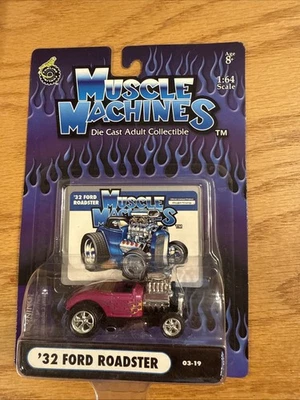 Age
8+
MUSCLE
MACHINES
1:64
Scale
Die Cast Adult Collectible
TM
'32 FORD
ROADSTER
MUSCLE
MACHINES
'32 FORD ROADSTER
03-19